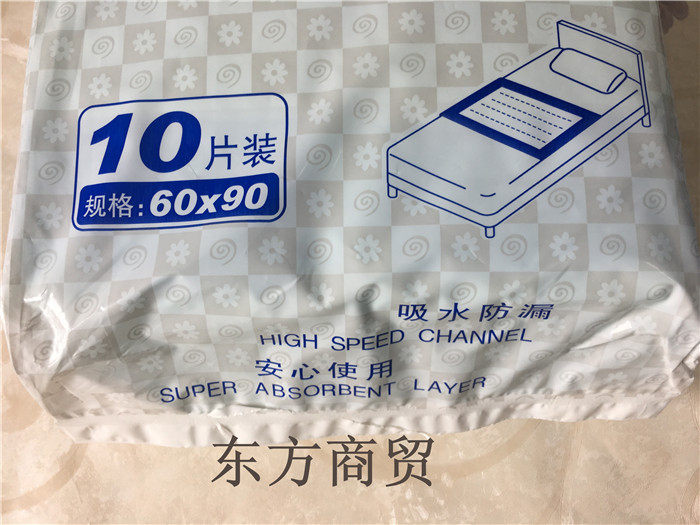 10片装
规格:60x90
吸水防漏
HIGH SPEED CHANNEL
安心使用
SUPER ABSORBENT LAYER
东方商贸